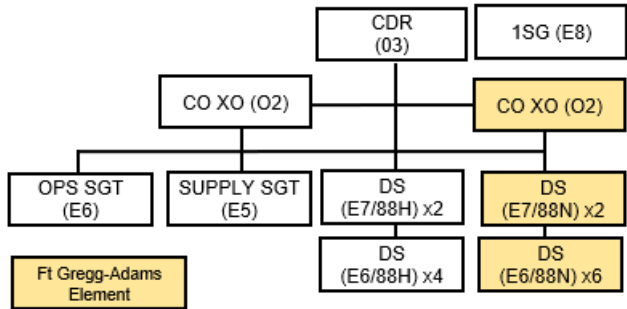 CDR
(03)
1SG (E8)
CO XO (O2)
CO XO (O2)
OPS SGT
(E6)
SUPPLY SGT
(E5)
DS
(E7/88H) x2
DS
(E7/88N) x2
DS
(E6/88H) x4
DS
(E6/88N) x6
Ft Gregg-Adams
Element